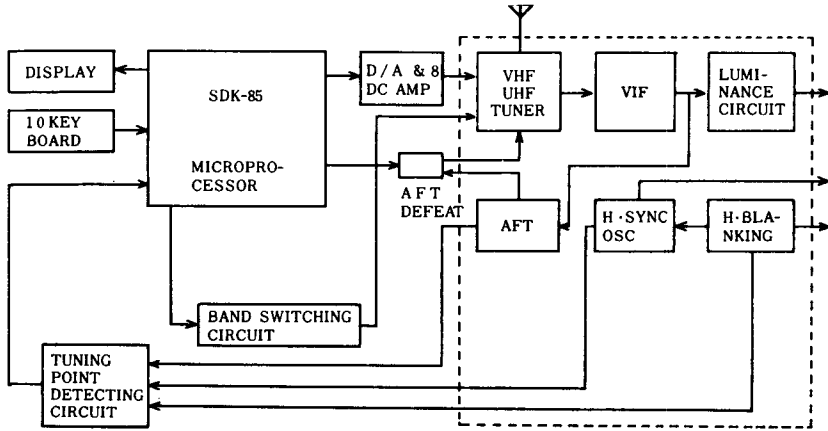 DISPLAY
10 KEY
BOARD
SDK-85
MICROPRO-
CESSOR
D/A & 8
DC AMP
VHF
UHF
TUNER
VIF
LUMI-
NANCE
CIRCUIT
AFT
DEFEAT
AFT
H·SYNC
OSC
H·BLA-
NKING
BAND SWITCHING
CIRCUIT
TUNING
POINT
DETECTING
CIRCUIT